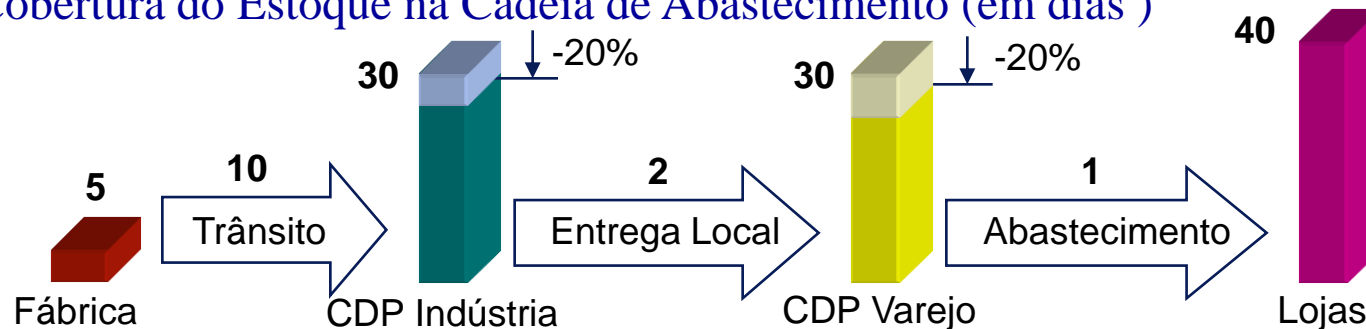 obertura do Estoque na Cadeia de Abastecimento (em dias )
40
-20%
-20%
30
30
10
2
1
5
Trânsito
Entrega Local
Abastecimento
Fábrica
CDP Indústria
CDP Varejo
Lojas